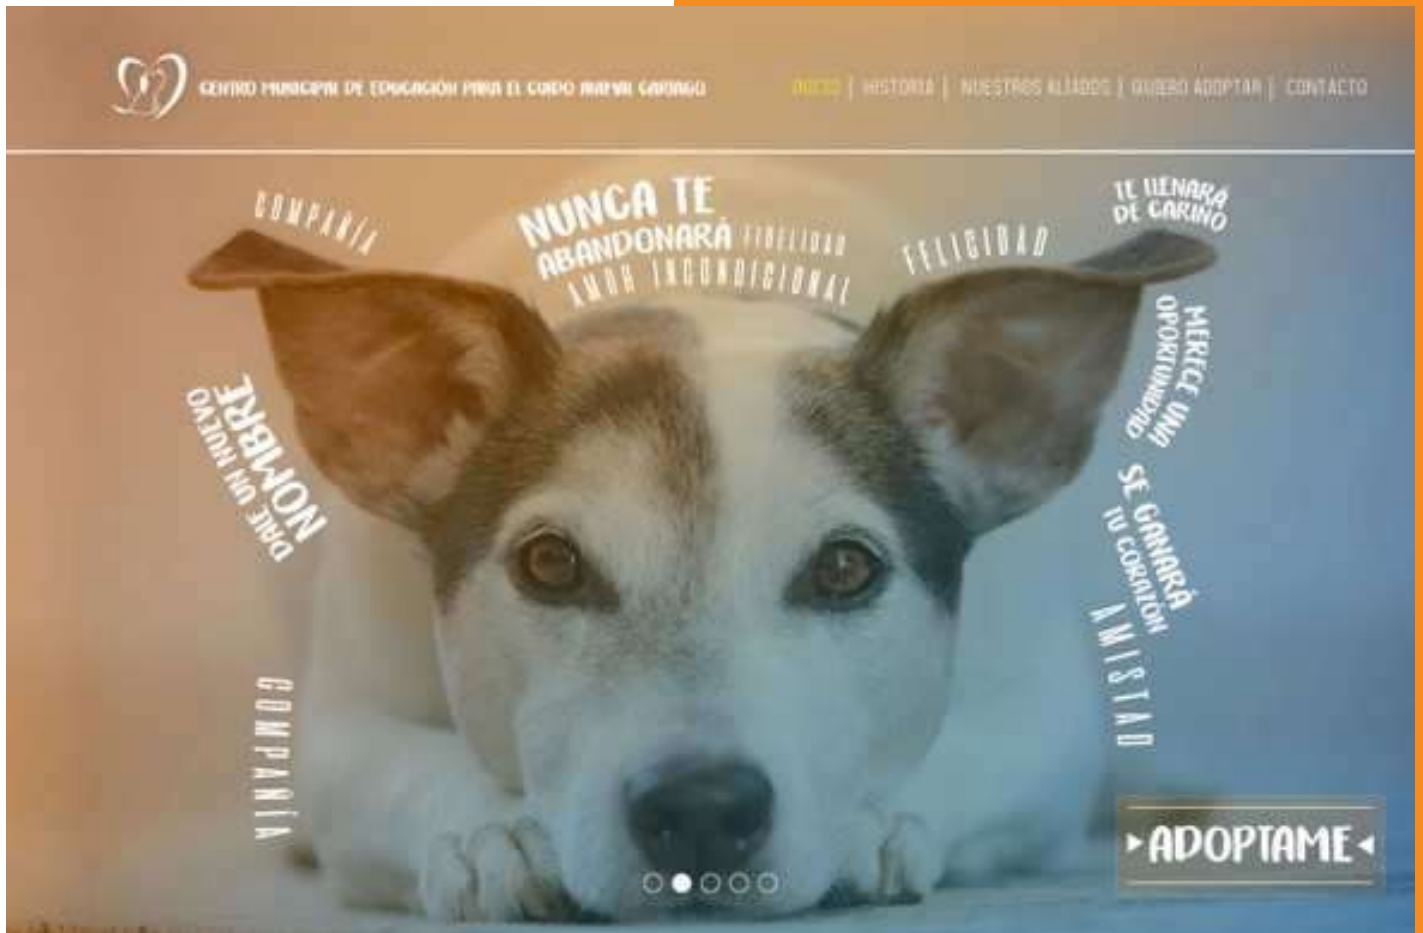 CENTRO MUNICIPAL DE EDUCACIÓN PARA EL CUIDO ANIMAL CARTAGO
INICIO | HISTORIA | NUESTROS ALIADOS | QUIERO ADOPTAR | CONTACTO
COMPAÑÍA
NUNCA TE
ABANDONARÁ FIDELIDAD
AMOR INCONDICIONAL
FELICIDAD
TE LLENARÁ
DE CARIÑO
MERECE UNA
OPORTUNIDAD
DALE UN NUEVO
NOMBRE
SE GANARÁ
TU CORAZÓN
AMISTAD
COMPAÑÍA
ADOPTAME